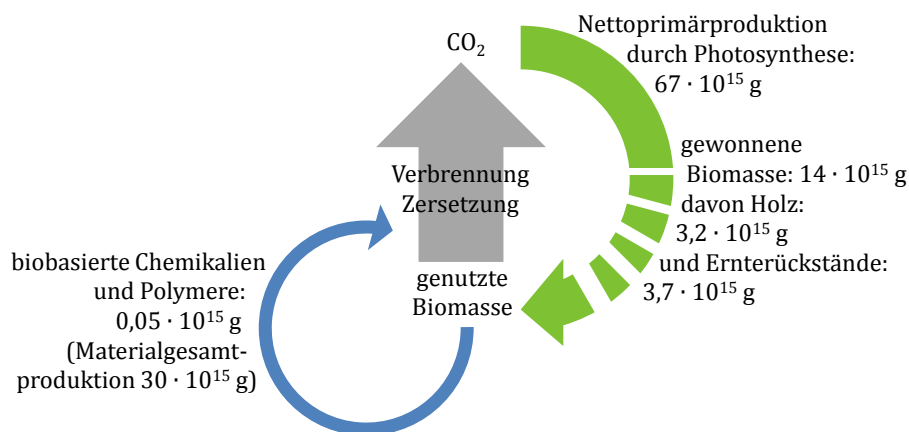 Nettoprimärproduktion
durch Photosynthese:
67 · 10¹⁵ g
CO₂
gewonnene
Biomasse: 14 · 10¹⁵ g
davon Holz:
3,2 · 10¹⁵ g
und Ernterückstände:
3,7 · 10¹⁵ g
Verbrennung
Zersetzung
genutzte
Biomasse
biobasierte Chemikalien
und Polymere:
0,05 · 10¹⁵ g
(Materialgesamt-
produktion 30 · 10¹⁵ g)